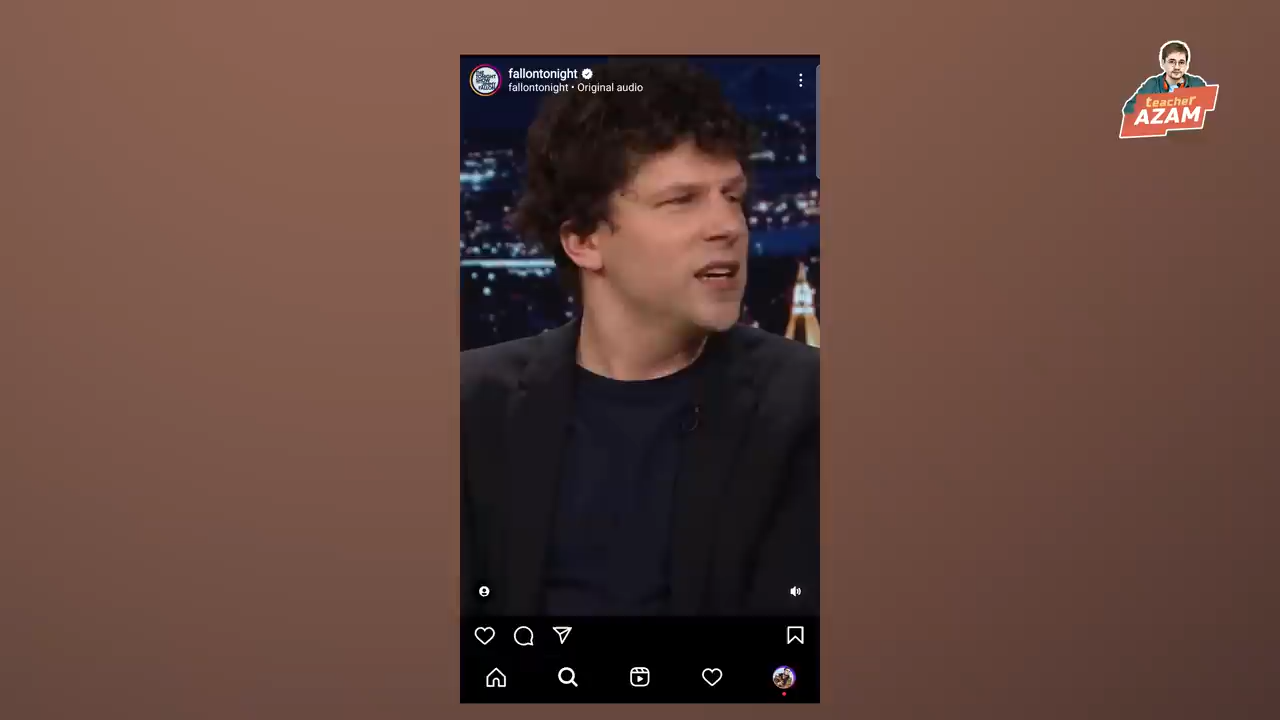 fallontonight
fallontonight • Original audio
teacher
AZAM